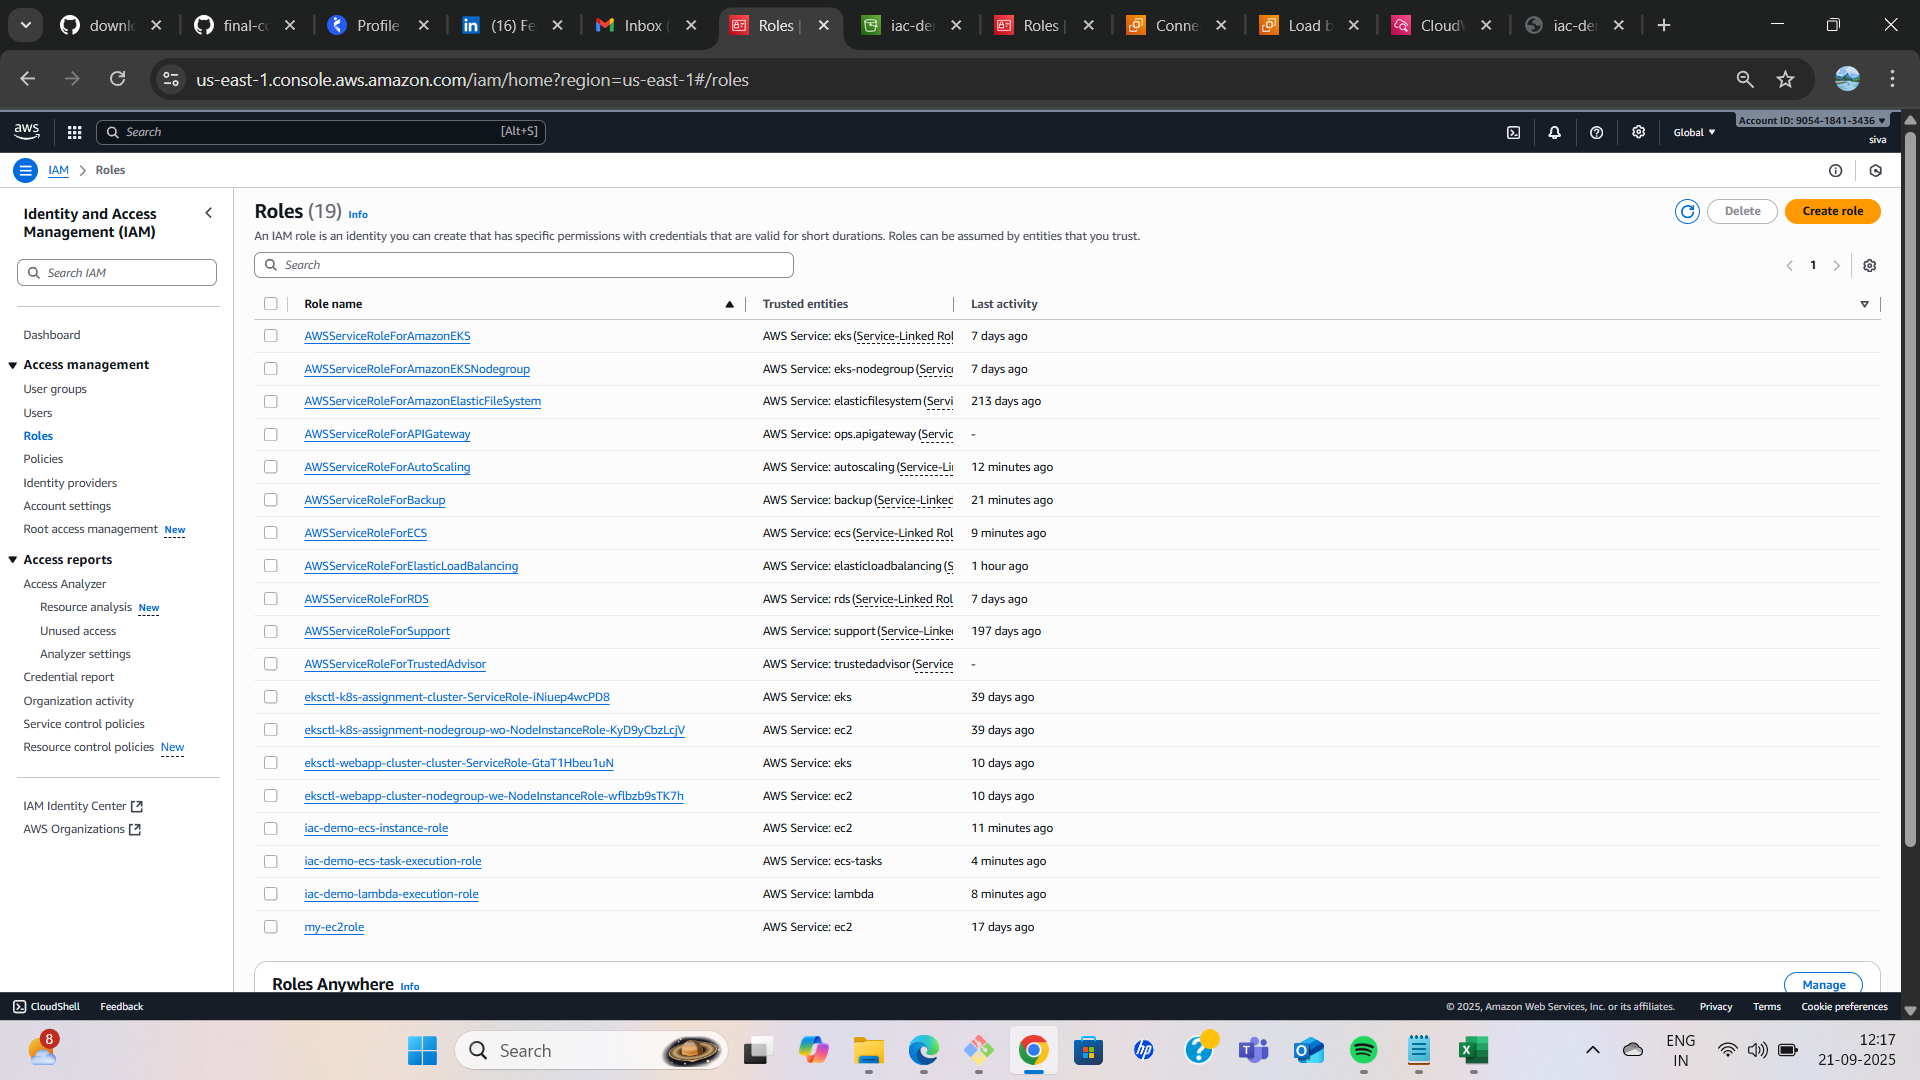 downl
final-co
Profile
(16) Fe
Inbox (
Roles |
iac-de
Roles |
Conne
Load b
CloudV
iac-de
us-east-1.console.aws.amazon.com/iam/home?region=us-east-1#/roles
aws
Search
[Alt+S]
Global
Account ID: 9054-1841-3436
siva
IAM
Roles
Identity and Access
Management (IAM)
Search IAM
Dashboard
Access management
User groups
Users
Roles
Policies
Identity providers
Account settings
Root access management New
Access reports
Access Analyzer
Resource analysis New
Unused access
Analyzer settings
Credential report
Organization activity
Service control policies
Resource control policies New
IAM Identity Center
AWS Organizations
Roles (19) Info
Delete
Create role
An IAM role is an identity you can create that has specific permissions with credentials that are valid for short durations. Roles can be assumed by entities that you trust.
Search
1
Role name Trusted entities Last activity
AWSServiceRoleForAmazonEKS AWS Service: eks (Service-Linked Rol 7 days ago
AWSServiceRoleForAmazonEKSNodegroup AWS Service: eks-nodegroup (Servic 7 days ago
AWSServiceRoleForAmazonElasticFileSystem AWS Service: elasticfilesystem (Servi 213 days ago
AWSServiceRoleForAPIGateway AWS Service: ops.apigateway (Servic -
AWSServiceRoleForAutoScaling AWS Service: autoscaling (Service-Li 12 minutes ago
AWSServiceRoleForBackup AWS Service: backup (Service-Linked 21 minutes ago
AWSServiceRoleForECS AWS Service: ecs (Service-Linked Rol 9 minutes ago
AWSServiceRoleForElasticLoadBalancing AWS Service: elasticloadbalancing (S 1 hour ago
AWSServiceRoleForRDS AWS Service: rds (Service-Linked Rol 7 days ago
AWSServiceRoleForSupport AWS Service: support (Service-Linke 197 days ago
AWSServiceRoleForTrustedAdvisor AWS Service: trustedadvisor (Service -
eksctl-k8s-assignment-cluster-ServiceRole-iNiuep4wcPD8 AWS Service: eks 39 days ago
eksctl-k8s-assignment-nodegroup-wo-NodeInstanceRole-KyD9yCbzLcjV AWS Service: ec2 39 days ago
eksctl-webapp-cluster-cluster-ServiceRole-GtaT1Hbeu1uN AWS Service: eks 10 days ago
eksctl-webapp-cluster-nodegroup-we-NodeInstanceRole-wflbzb9sTK7h AWS Service: ec2 10 days ago
iac-demo-ecs-instance-role AWS Service: ec2 11 minutes ago
iac-demo-ecs-task-execution-role AWS Service: ecs-tasks 4 minutes ago
iac-demo-lambda-execution-role AWS Service: lambda 8 minutes ago
my-ec2role AWS Service: ec2 17 days ago
Roles Anywhere Info
Manage
CloudShell Feedback
© 2025, Amazon Web Services, Inc. or its affiliates. Privacy Terms Cookie preferences
8
Search
hp
ENG
IN
12:17
21-09-2025